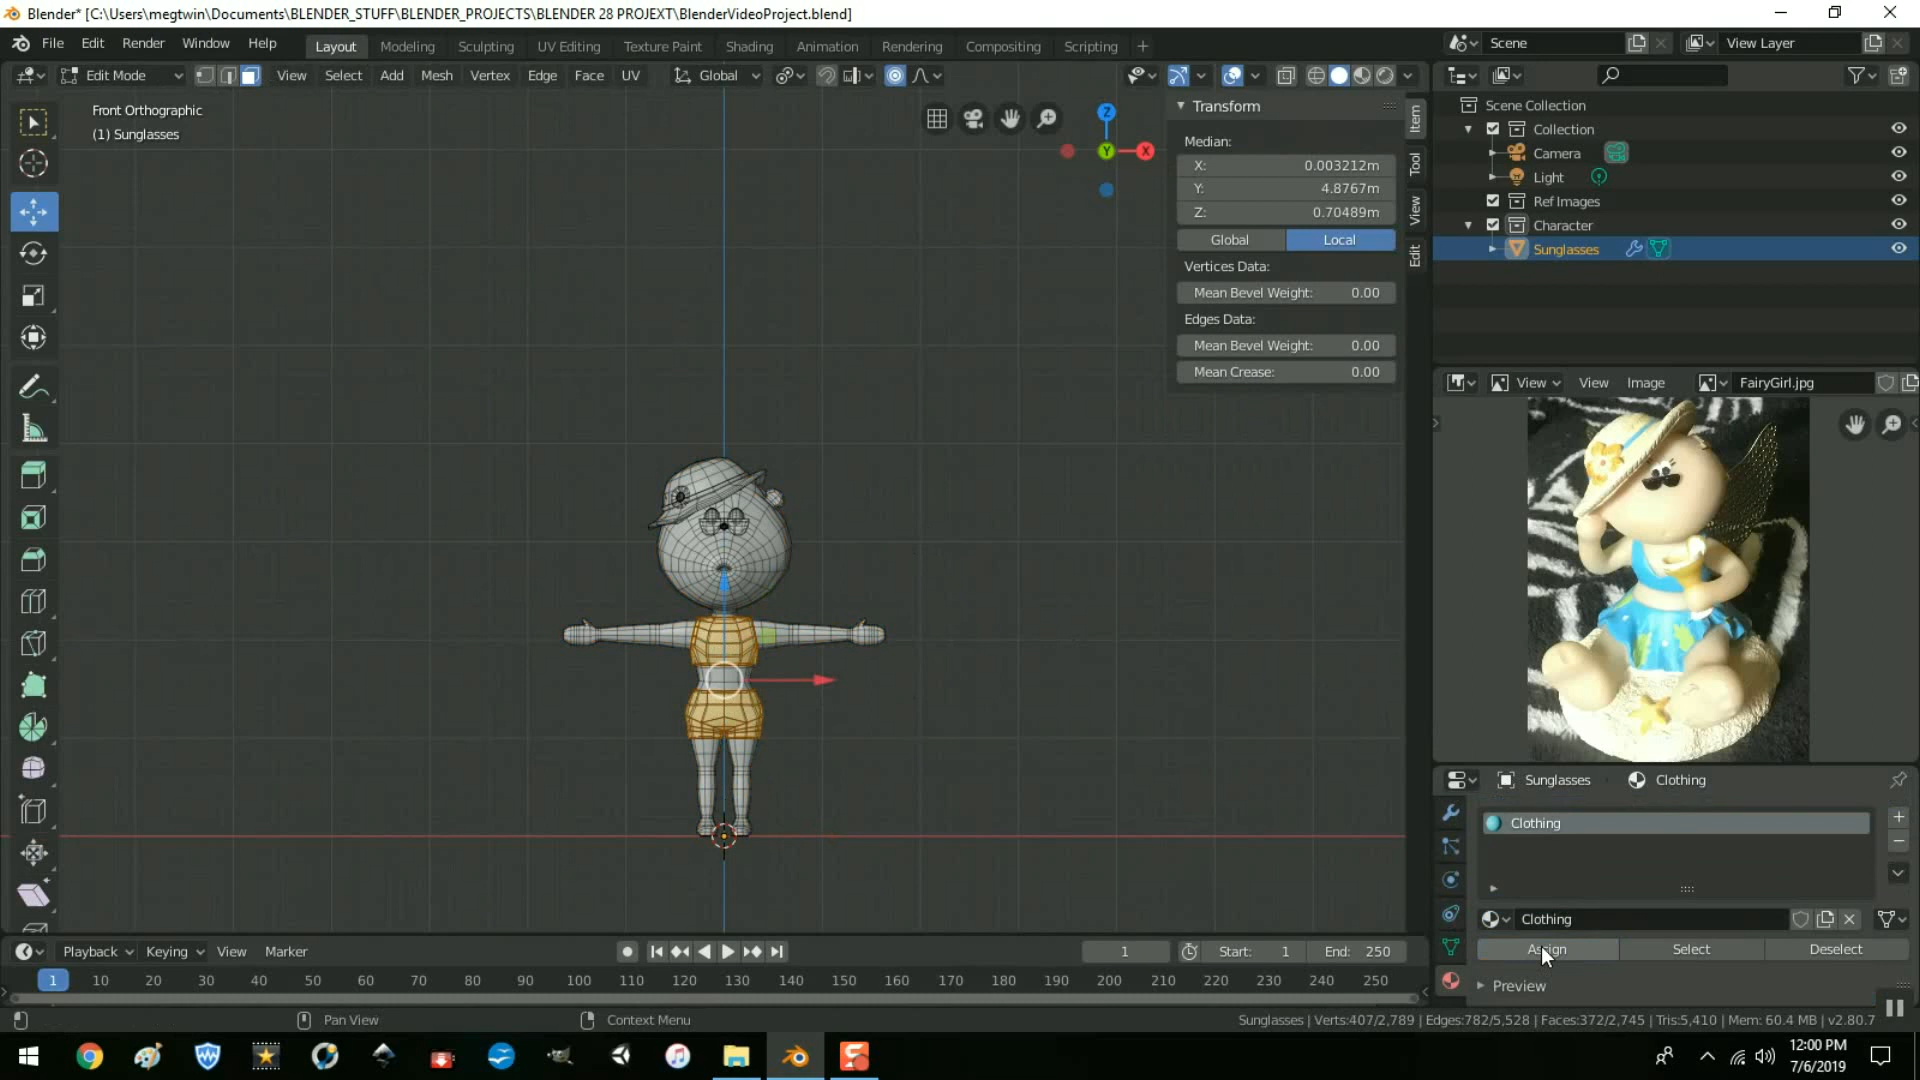 Blender* [C:\Users\megtwin\Documents\BLENDER_STUFF\BLENDER_PROJECTS\BLENDER 28 PROJEXT\BlenderVideoProject.blend]
File Edit Render Window Help Layout Modeling Sculpting UV Editing Texture Paint Shading Animation Rendering Compositing Scripting + Scene View Layer
Edit Mode View Select Add Mesh Vertex Edge Face UV Global
Front Orthographic
(1) Sunglasses
Z
Y
X
Transform
Median:
X: 0.003212m
Y: 4.8767m
Z: 0.70489m
Global Local
Vertices Data:
Mean Bevel Weight: 0.00
Edges Data:
Mean Bevel Weight: 0.00
Mean Crease: 0.00
Item
Tool
View
Edit
Scene Collection
Collection
Camera
Light
Ref Images
Character
Sunglasses
View View Image FairyGirl.jpg
Sunglasses Clothing
Clothing
Clothing
Assign Select Deselect
Preview
Playback Keying View Marker 1 Start: 1 End: 250
1 10 20 30 40 50 60 70 80 90 100 110 120 130 140 150 160 170 180 190 200 210 220 230 240 250
Pan View Context Menu Sunglasses | Verts:407/2,789 | Edges:782/5,528 | Faces:372/2,745 | Tris:5,410 | Mem: 60.4 MB | v2.80.7
12:00 PM
7/6/2019